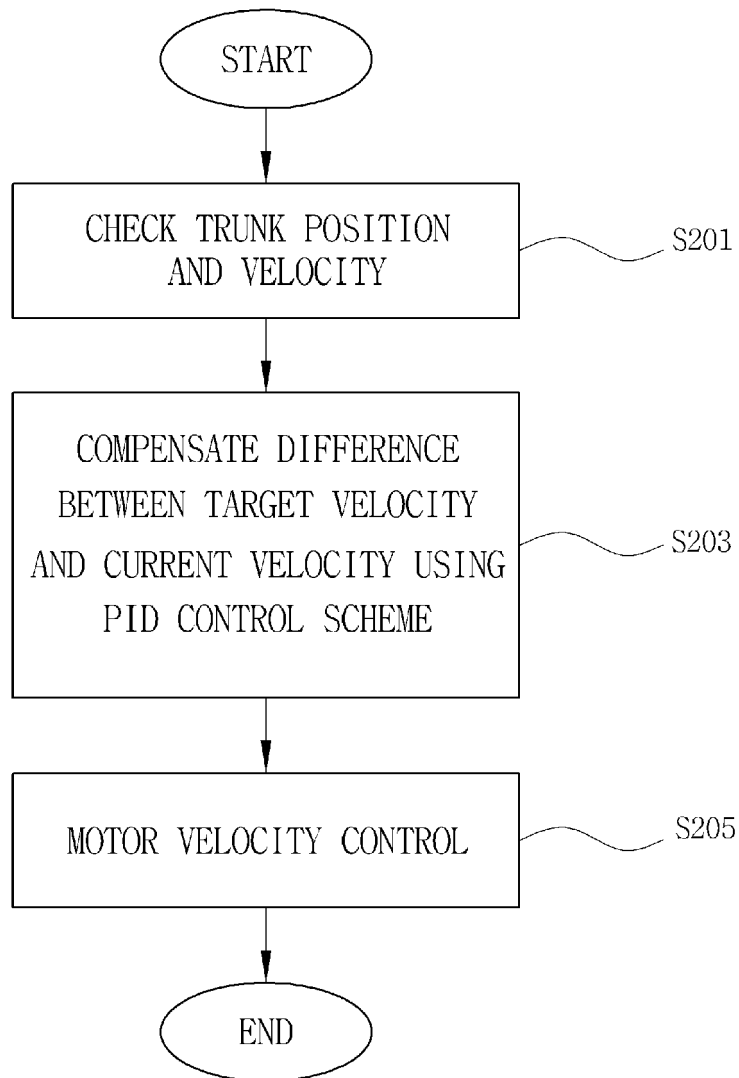 START
CHECK TRUNK POSITION
AND VELOCITY
S201
COMPENSATE DIFFERENCE
BETWEEN TARGET VELOCITY
AND CURRENT VELOCITY USING
PID CONTROL SCHEME
S203
MOTOR VELOCITY CONTROL
S205
END